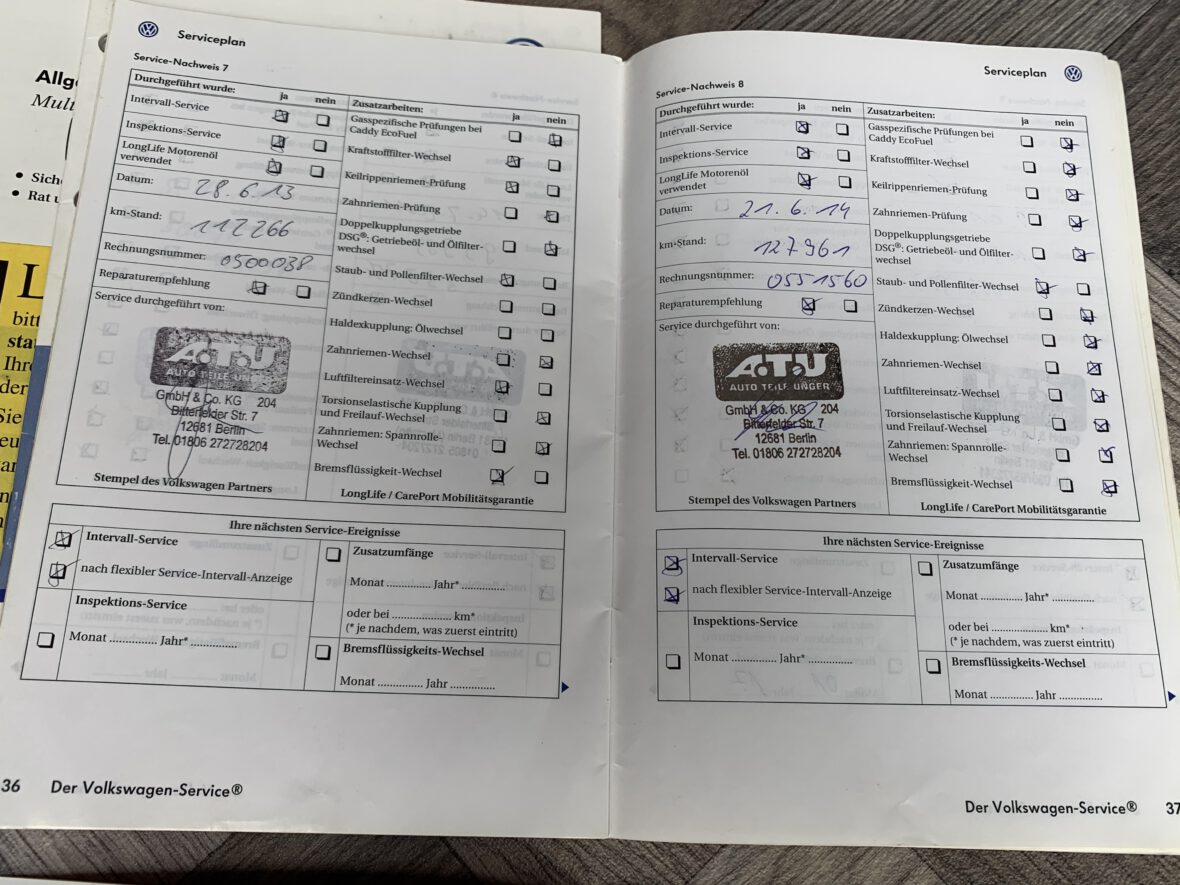 Allg
Mult
• Sich
• Rat u
L
bitt
sta
Ihre
der
Sie
Serviceplan
Service-Nachweis 7
Durchgeführt wurde: ja nein
Intervall-Service
Inspektions-Service
LongLife Motorenöl
verwendet
Datum: 28.6.13
km-Stand: 112266
Rechnungsnummer: 0500038
Reparaturempfehlung
Service durchgeführt von:
A.T.U
AUTO TEILE UNGER
GmbH & Co. KG 204
Bitterfelder Str. 7
12681 Berlin
Tel. 01806 272728204
Stempel des Volkswagen Partners
Zusatzarbeiten: ja nein
Gasspezifische Prüfungen bei
Caddy EcoFuel
Kraftstofffilter-Wechsel
Keilrippenriemen-Prüfung
Zahnriemen-Prüfung
Doppelkupplungsgetriebe
DSG®: Getriebeöl- und Ölfilter-
wechsel
Staub- und Pollenfilter-Wechsel
Zündkerzen-Wechsel
Haldexkupplung: Ölwechsel
Zahnriemen-Wechsel
Luftfiltereinsatz-Wechsel
Torsionselastische Kupplung
und Freilauf-Wechsel
Zahnriemen: Spannrolle-
Wechsel
Bremsflüssigkeit-Wechsel
LongLife / CarePort Mobilitätsgarantie
Ihre nächsten Service-Ereignisse
Intervall-Service
nach flexibler Service-Intervall-Anzeige
Inspektions-Service
Monat .............. Jahr* ..............
Zusatzumfänge
Monat .............. Jahr* ..............
oder bei .................... km*
(* je nachdem, was zuerst eintritt)
Bremsflüssigkeits-Wechsel
Monat .............. Jahr ..............
36 Der Volkswagen-Service®
Serviceplan
Service-Nachweis 8
Durchgeführt wurde: ja nein
Intervall-Service
Inspektions-Service
LongLife Motorenöl
verwendet
Datum: 21.6.14
km-Stand: 127961
Rechnungsnummer: 0551560
Reparaturempfehlung
Service durchgeführt von:
A.T.U
AUTO TEILE UNGER
GmbH & Co. KG 204
Bitterfelder Str. 7
12681 Berlin
Tel. 01806 272728204
Stempel des Volkswagen Partners
Zusatzarbeiten: ja nein
Gasspezifische Prüfungen bei
Caddy EcoFuel
Kraftstofffilter-Wechsel
Keilrippenriemen-Prüfung
Zahnriemen-Prüfung
Doppelkupplungsgetriebe
DSG®: Getriebeöl- und Ölfilter-
wechsel
Staub- und Pollenfilter-Wechsel
Zündkerzen-Wechsel
Haldexkupplung: Ölwechsel
Zahnriemen-Wechsel
Luftfiltereinsatz-Wechsel
Torsionselastische Kupplung
und Freilauf-Wechsel
Zahnriemen: Spannrolle-
Wechsel
Bremsflüssigkeit-Wechsel
LongLife / CarePort Mobilitätsgarantie
Ihre nächsten Service-Ereignisse
Intervall-Service
nach flexibler Service-Intervall-Anzeige
Inspektions-Service
Monat .............. Jahr* ..............
Zusatzumfänge
Monat .............. Jahr* ..............
oder bei .................... km*
(* je nachdem, was zuerst eintritt)
Bremsflüssigkeits-Wechsel
Monat .............. Jahr ..............
Der Volkswagen-Service® 37